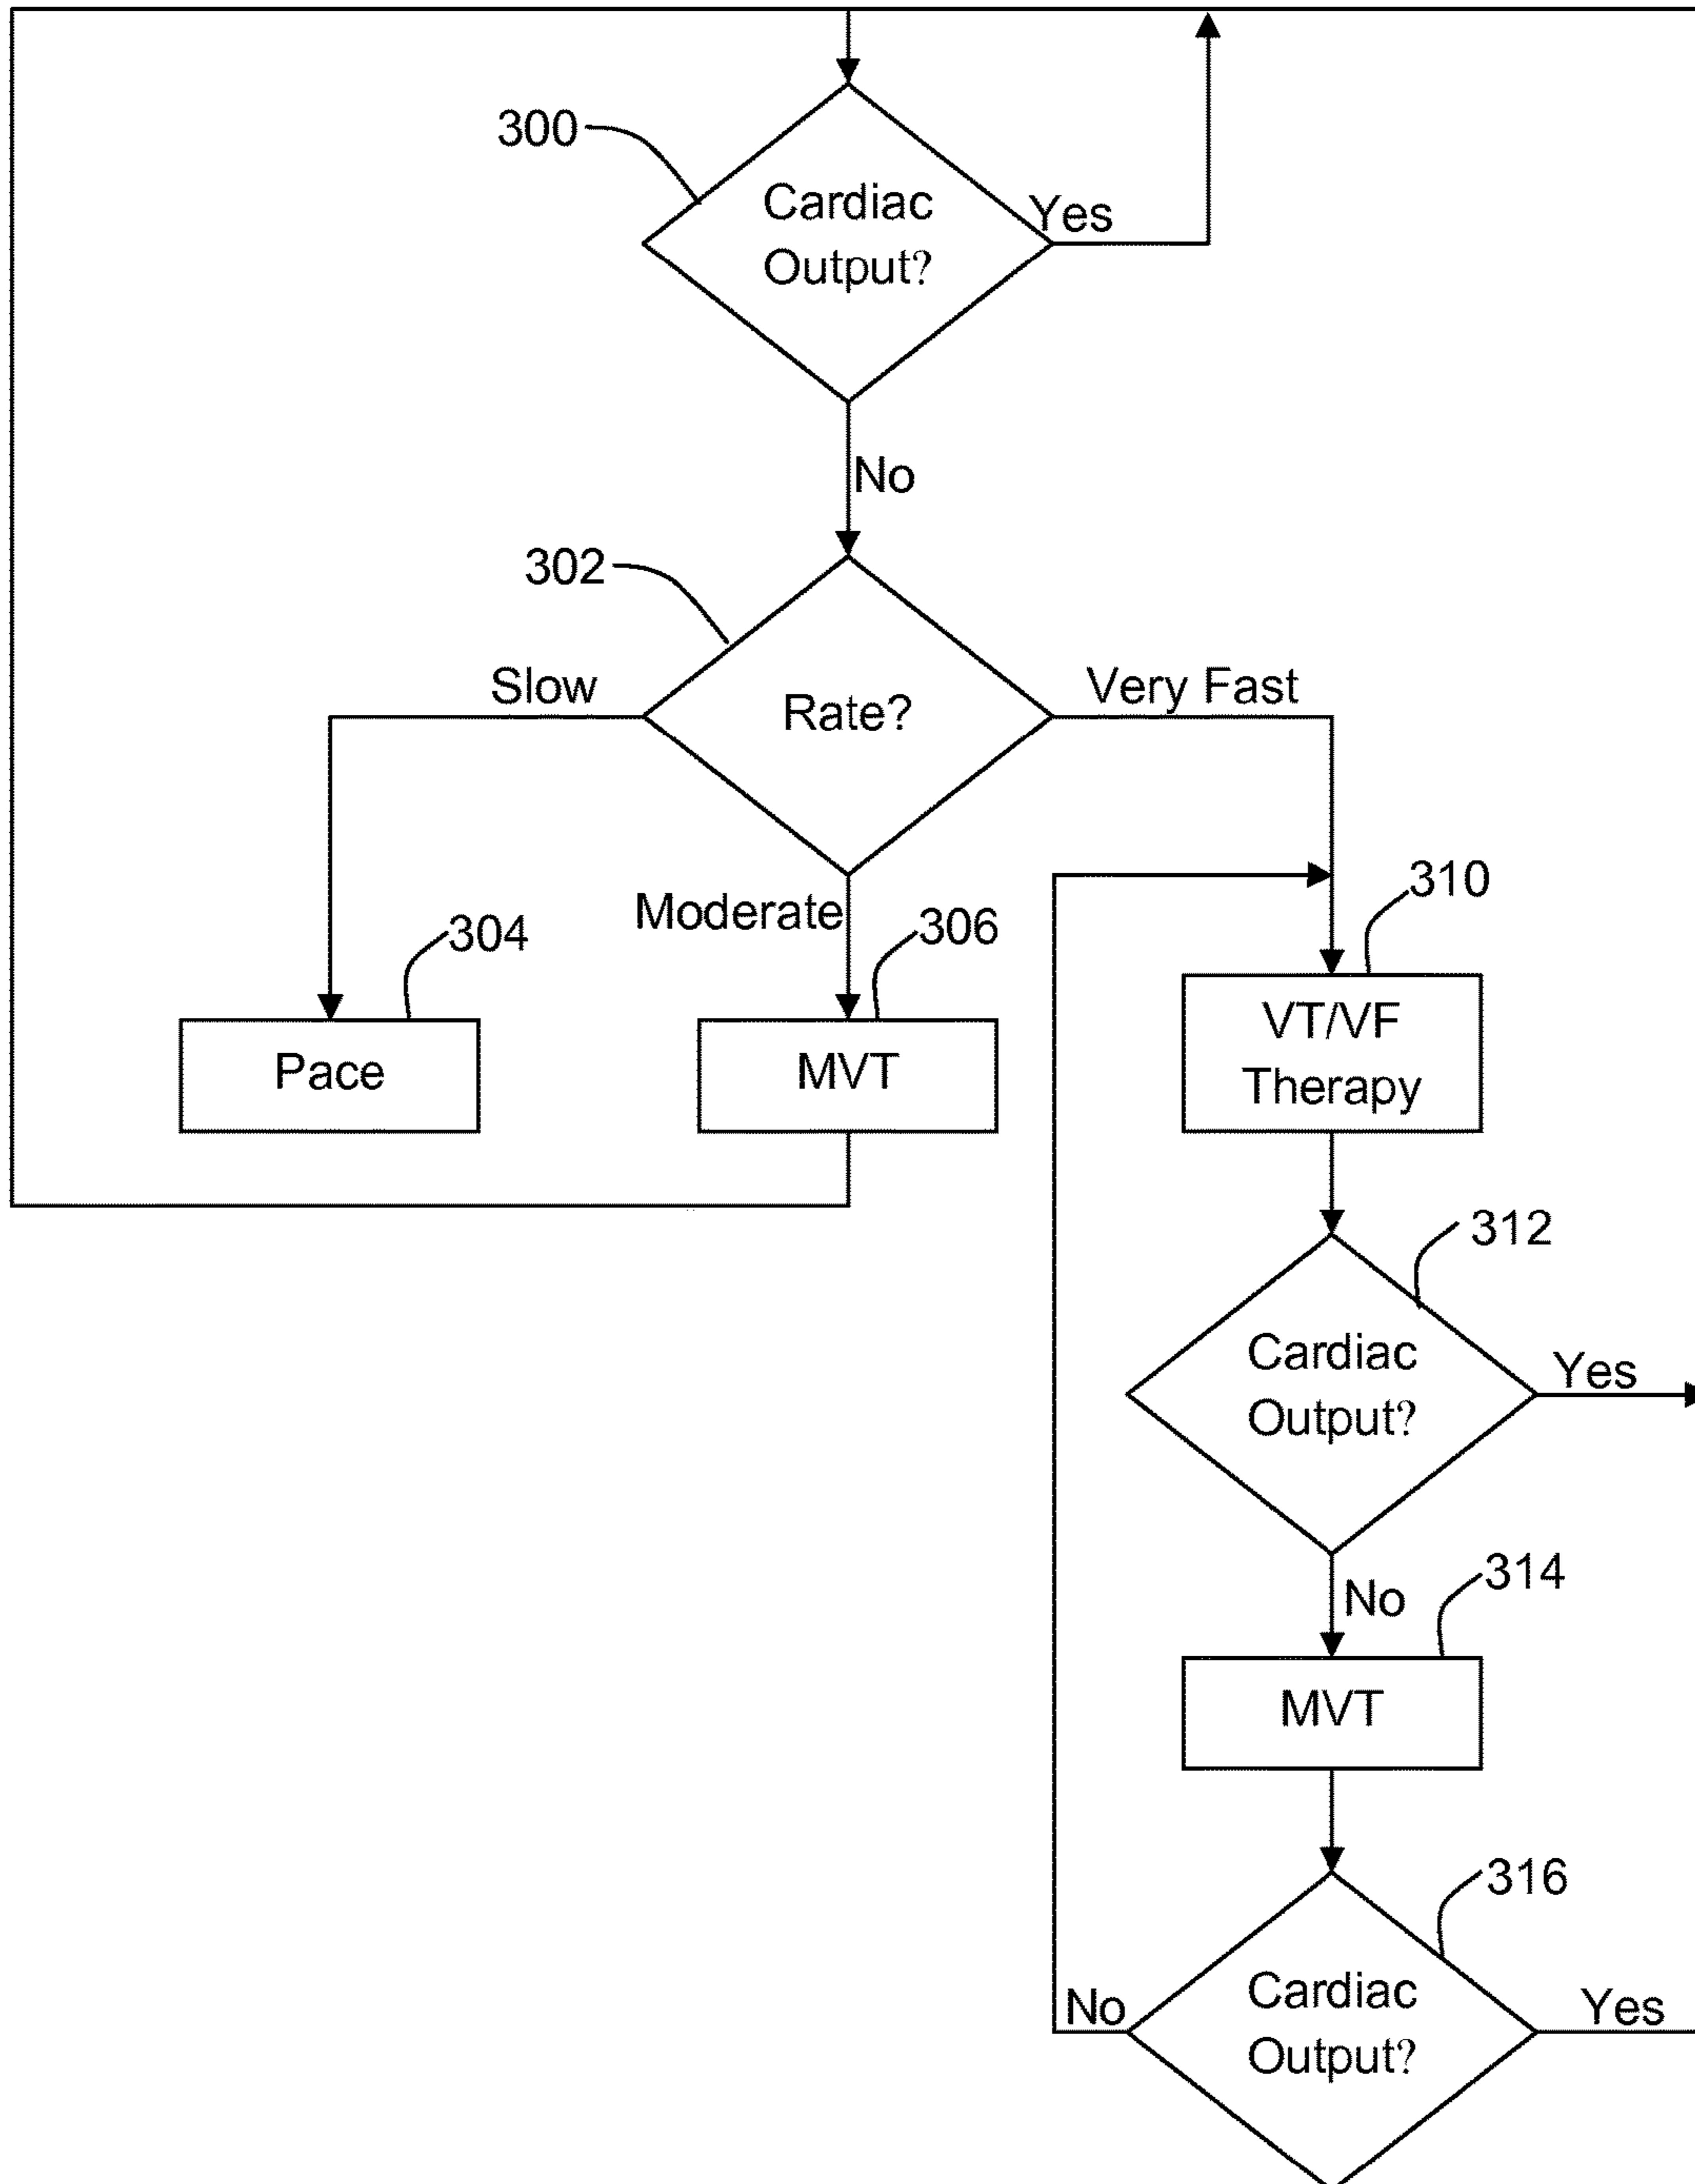 300
Cardiac
Output?
Yes
No
302
Slow
Rate?
Very Fast
Moderate
304
306
310
Pace
MVT
VT/VF
Therapy
312
Cardiac
Output?
Yes
No
314
MVT
316
Cardiac
Output?
No
Yes